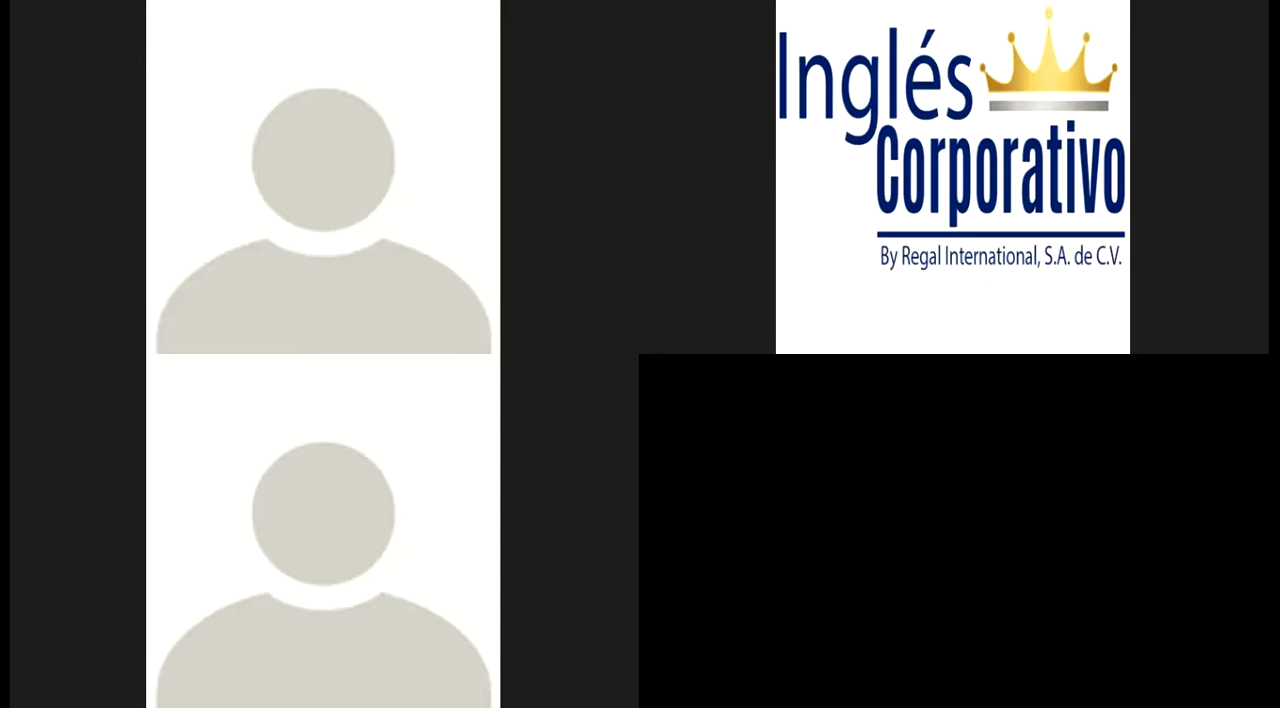 Inglés
Corporativo
By Regal International, S.A. de C.V.